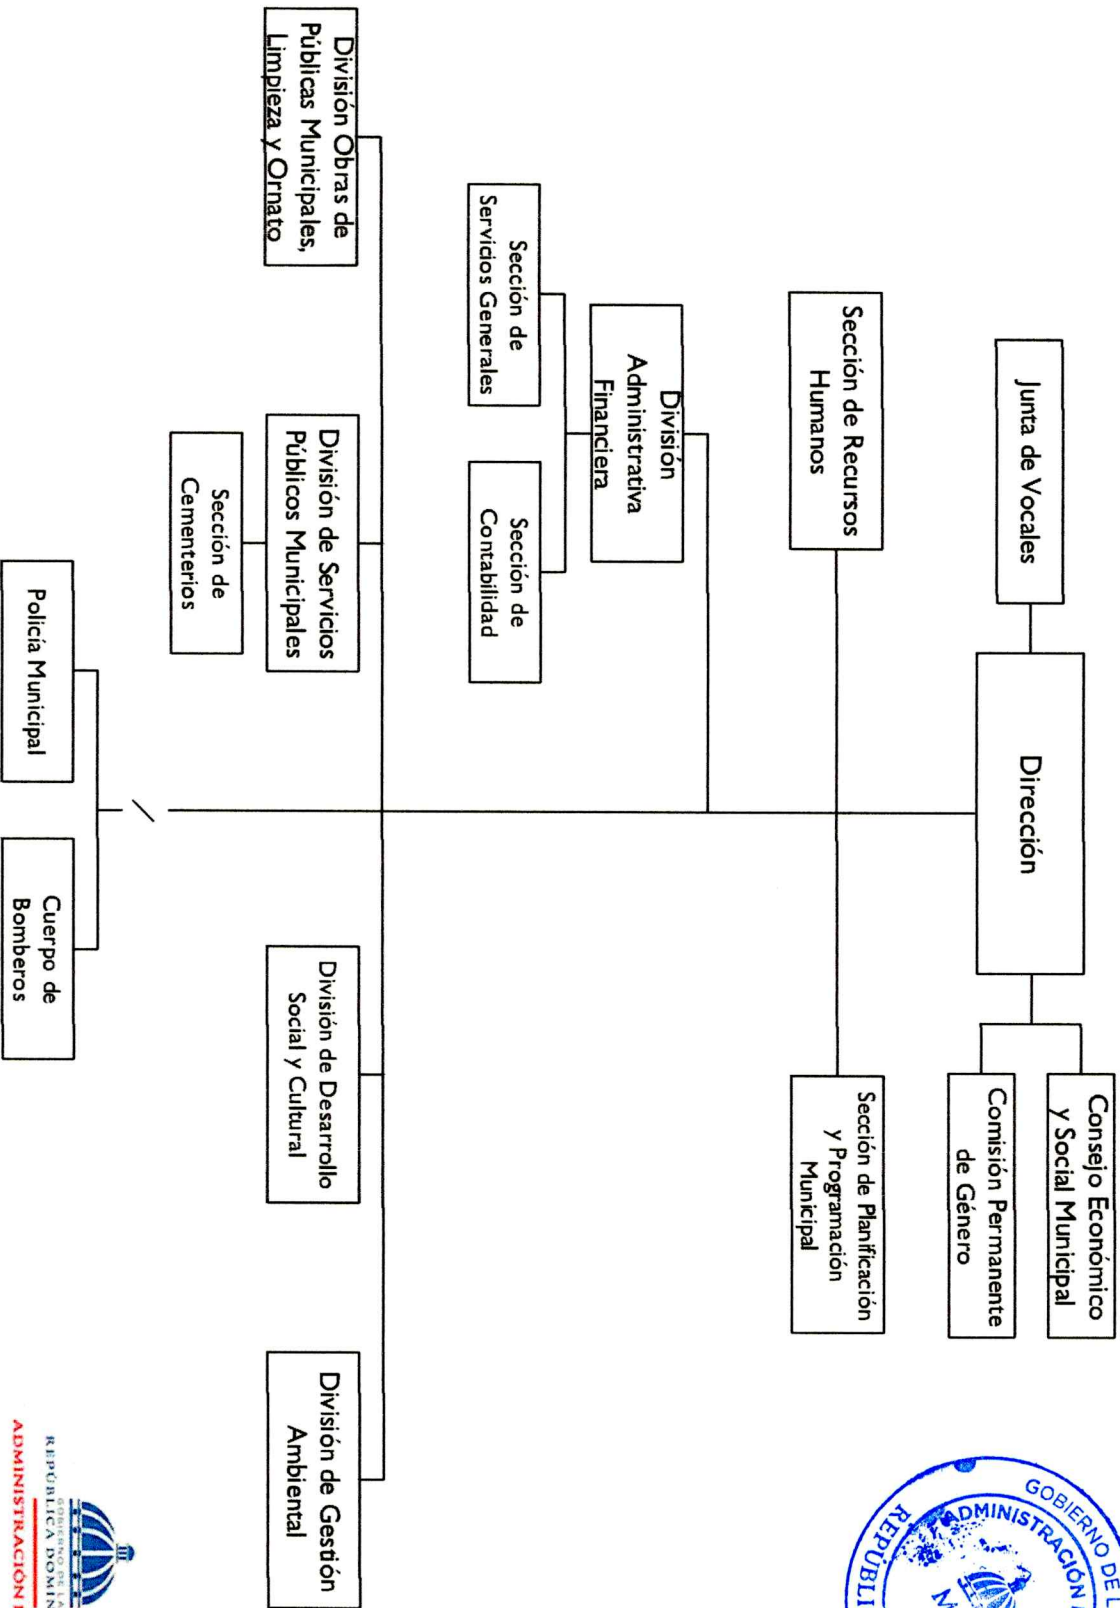 Junta de Vocales
Dirección
Consejo Económico
y Social Municipal
Comisión Permanente
de Género
Sección de Recursos
Humanos
Sección de Planificación
y Programación
Municipal
División
Administrativa
Financiera
Sección de
Servicios Generales
Sección de
Contabilidad
División Obras de
Públicas Municipales,
Limpieza y Ornato
División de Servicios
Públicos Municipales
División de Desarrollo
Social y Cultural
División de Gestión
Ambiental
Sección de
Cementerios
Policía Municipal
Cuerpo de
Bomberos
GOBIERNO DE L
ADMINISTRACIÓN
REPÚBLI
GOBIERNO DE LA
REPÚBLICA DOMIN
ADMINISTRACIÓN